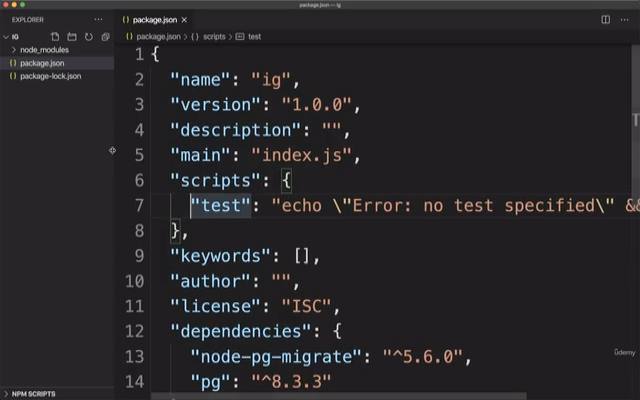 package.json — ig
EXPLORER
···
package.json ×
IG
package.json > {} scripts > test
node_modules
package.json
package-lock.json
1 {
2 "name": "ig",
3 "version": "1.0.0",
4 "description": "",
5 "main": "index.js",
6 "scripts": {
7 "test": "echo \"Error: no test specified\" &&
8 },
9 "keywords": [],
10 "author": "",
11 "license": "ISC",
12 "dependencies": {
13 "node-pg-migrate": "^5.6.0",
14 "pg": "^8.3.3"
ûdemy
NPM SCRIPTS